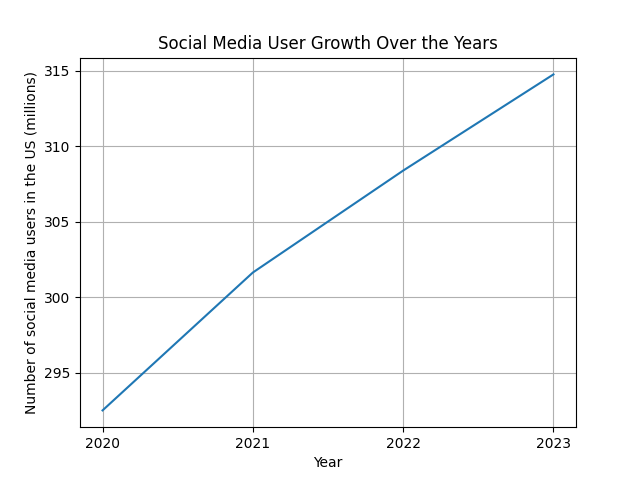 Social Media User Growth Over the Years
Number of social media users in the US (millions)
315
310
305
300
295
2020 2021 2022 2023
Year